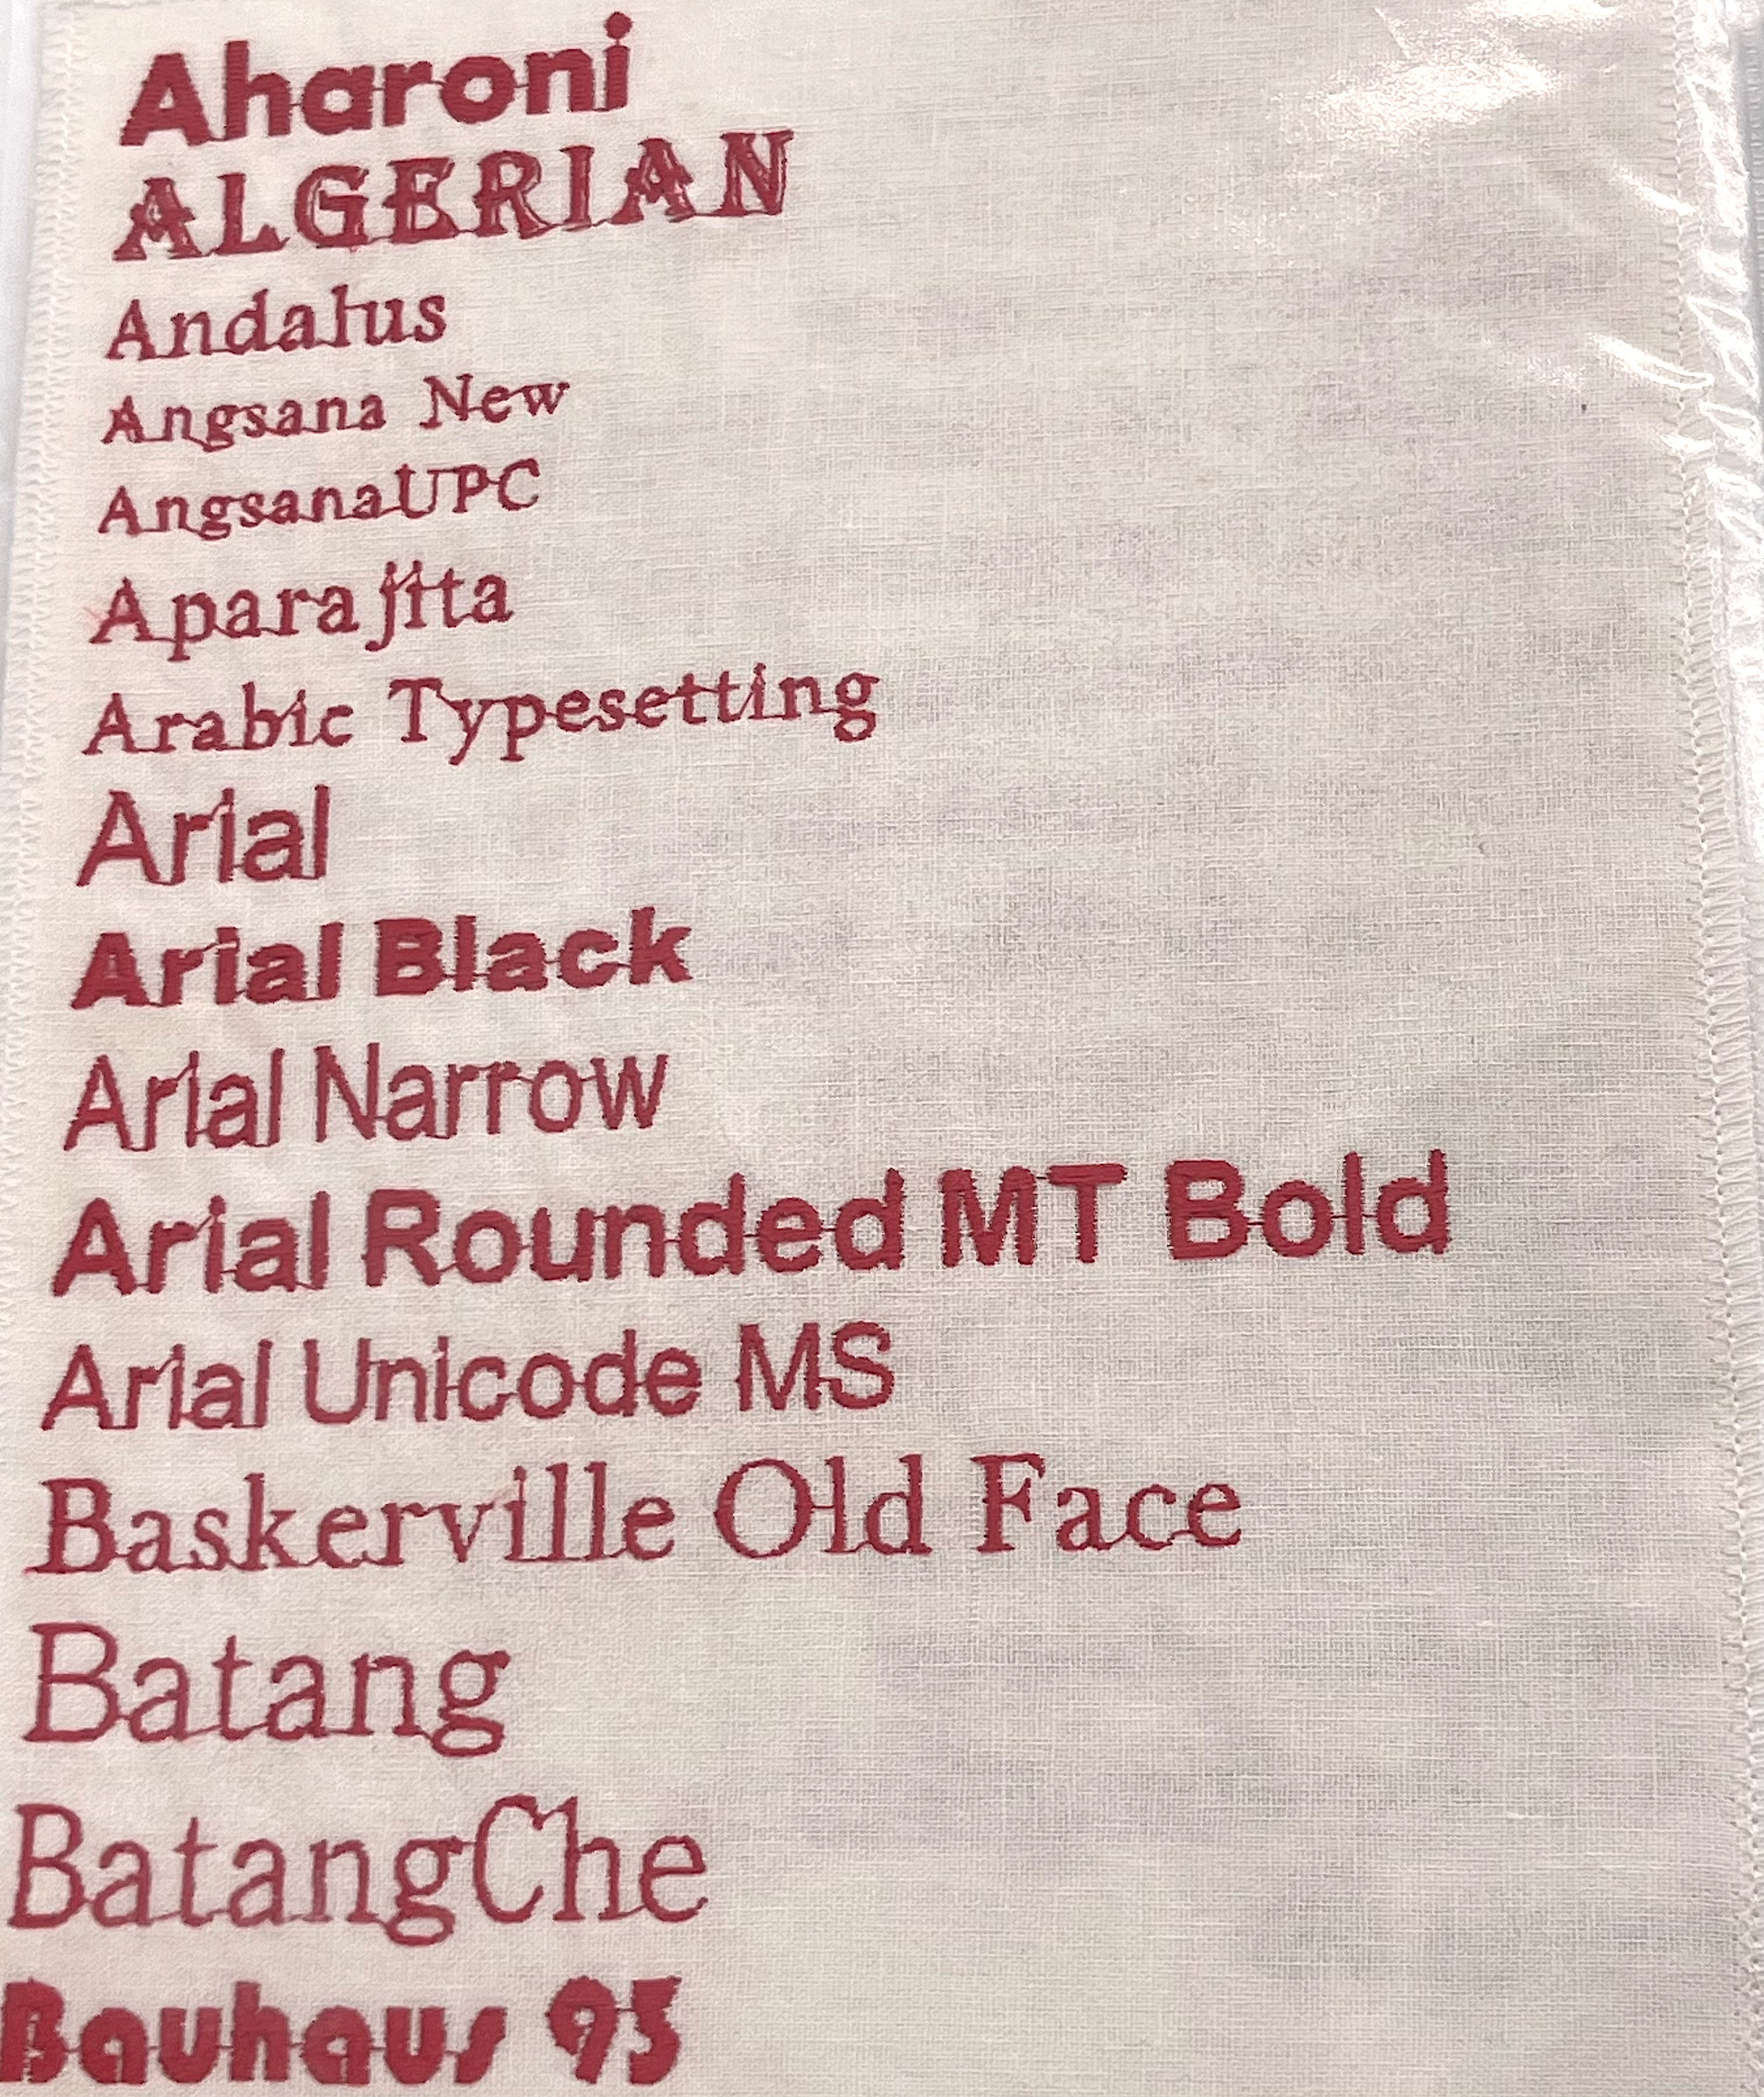 Aharoni
ALGERIAN
Andalus
Angsana New
AngsanaUPC
Aparajita
Arabic Typesetting
Arial
Arial Black
Arial Narrow
Arial Rounded MT Bold
Arial Unicode MS
Baskerville Old Face
Batang
BatangChe
Bauhaus 93